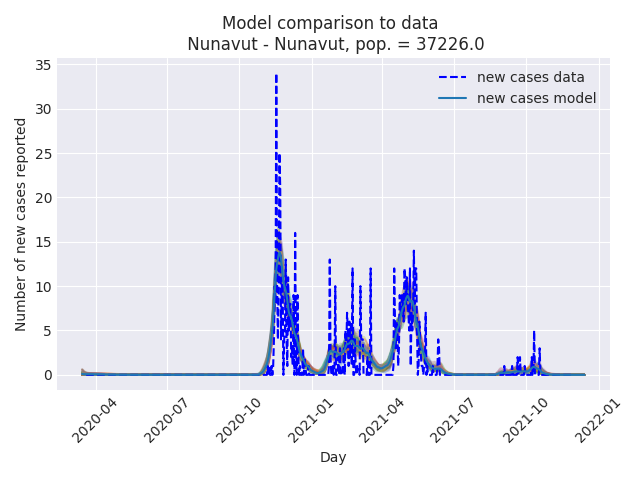 Model comparison to data
Nunavut - Nunavut, pop. = 37226.0
new cases data
new cases model
Number of new cases reported
35
30
25
20
15
10
5
0
2020-04
2020-07
2020-10
2021-01
2021-04
2021-07
2021-10
2022-01
Day